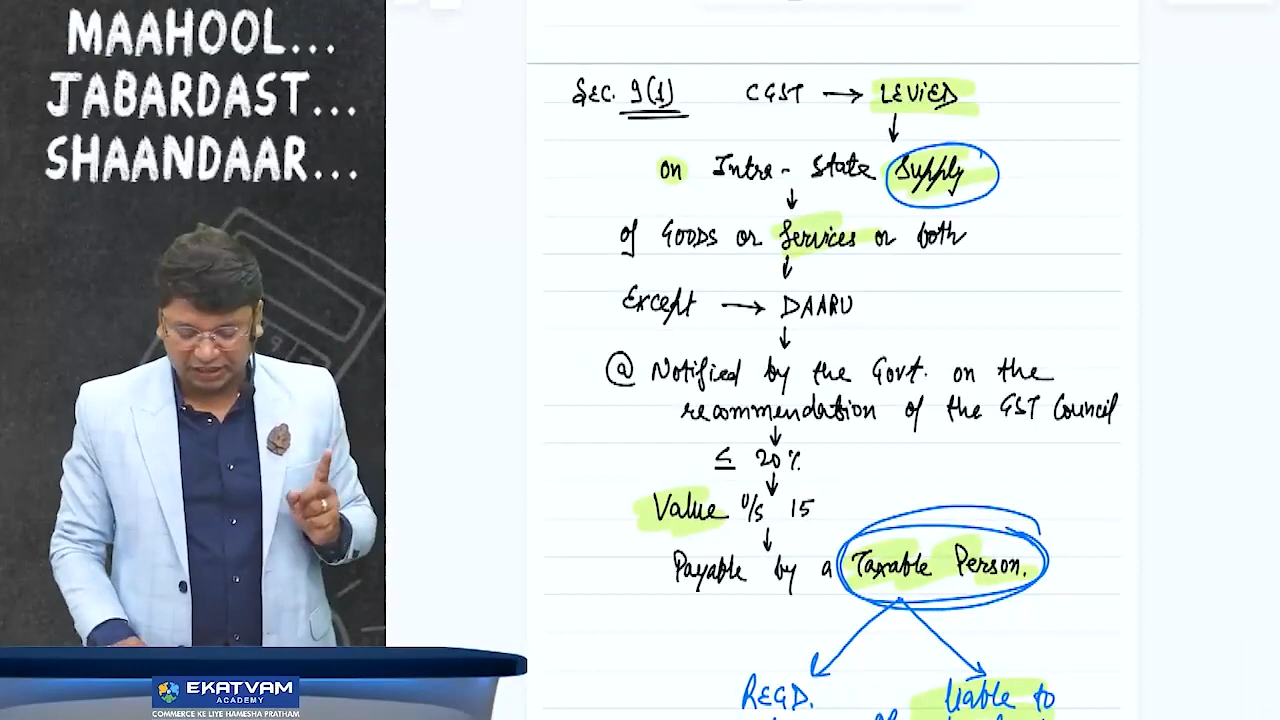 MAAHOOL...
JABARDAST...
SHAANDAAR...
SEC. 9(1) CGST → LEVIED
on Intra-State Supply
of GOODS or Services or both
Except → DAARU
@ Notified by the Govt. on the
recommendation of the GST Council
≤ 20%
Value u/s 15
Payable by a Taxable Person.
REGD. liable to
EKATVAM
ACADEMY
COMMERCE KE LIYE HAMESHA PRATHAM